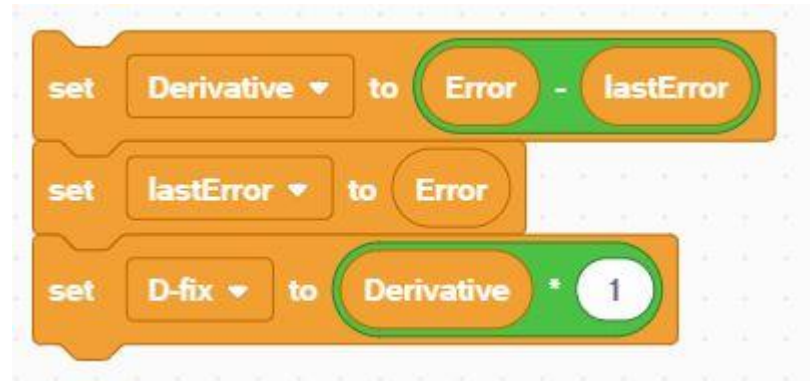 set Derivative to Error - lastError
set lastError to Error
set D-fix to Derivative * 1